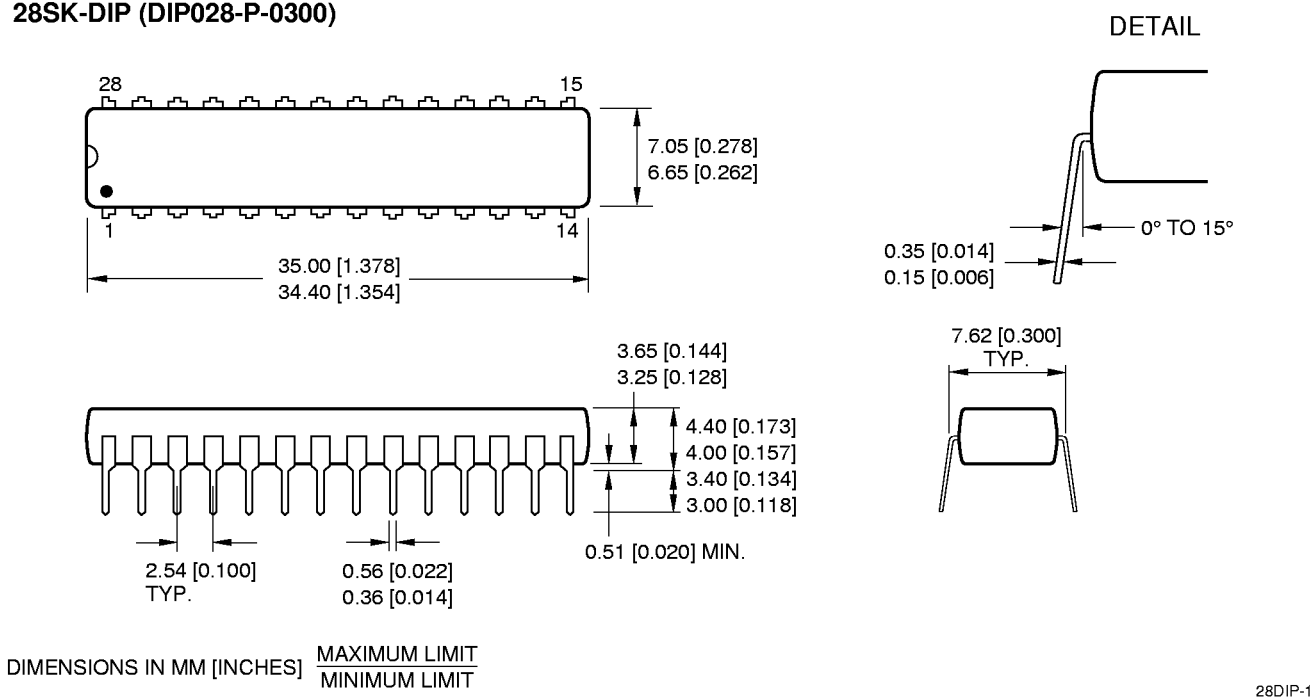 28SK-DIP (DIP028-P-0300)
DETAIL
28
15
7.05 [0.278]
6.65 [0.262]
1
14
0° TO 15°
0.35 [0.014]
0.15 [0.006]
35.00 [1.378]
34.40 [1.354]
7.62 [0.300]
TYP.
3.65 [0.144]
3.25 [0.128]
4.40 [0.173]
4.00 [0.157]
3.40 [0.134]
3.00 [0.118]
0.51 [0.020] MIN.
2.54 [0.100]
TYP.
0.56 [0.022]
0.36 [0.014]
DIMENSIONS IN MM [INCHES]
MAXIMUM LIMIT
MINIMUM LIMIT
28DIP-1